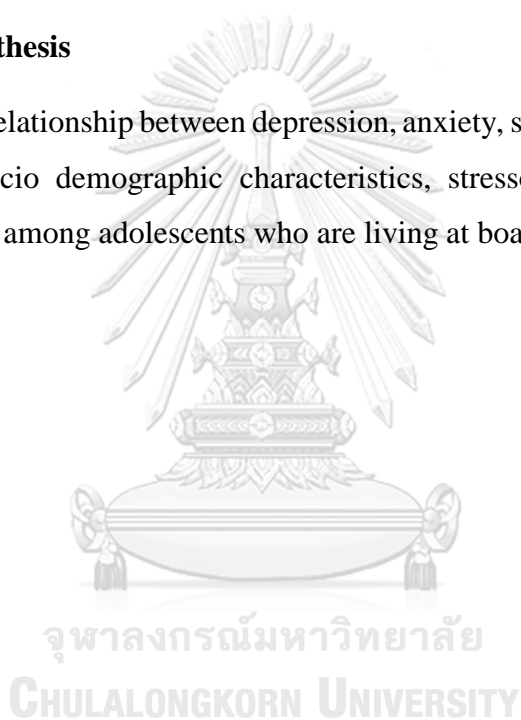 thesis
elationship between depression, anxiety, s
cio demographic characteristics, stress
among adolescents who are living at boa
จุฬาลงกรณ์มหาวิทยาลัย
CHULALONGKORN UNIVERSITY